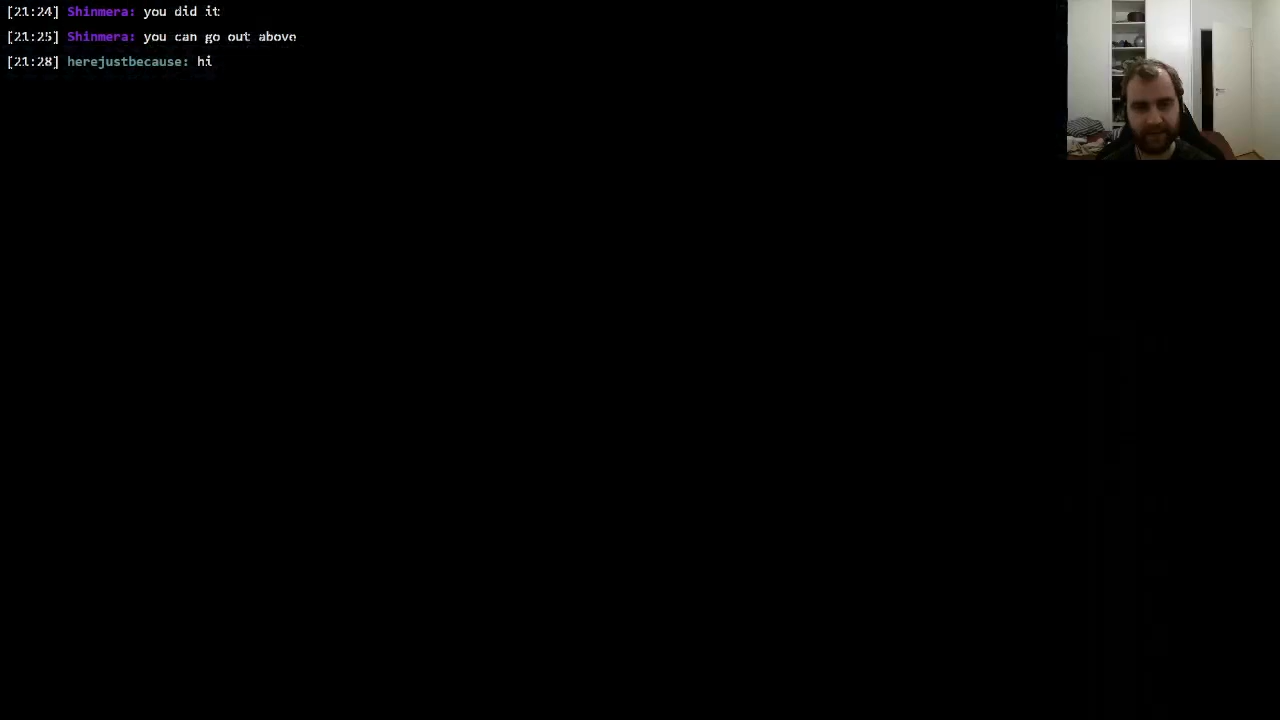 [21:24] Shinmera: you did it
[21:25] Shinmera: you can go out above
[21:28] herejustbecause: hi